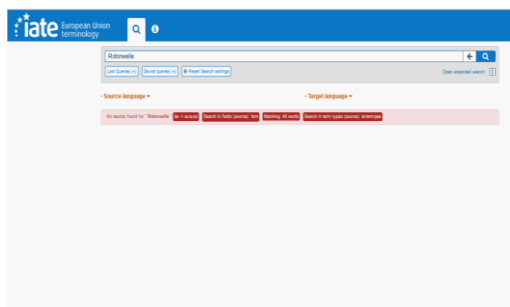 iate European Union
terminology
Rotorwelle
Last Queries (+) Saved queries (+) Reset Search settings
Open expanded search
- Source language
- Target language
No results found for "Rotorwelle" Search in fields (source): Term Matching: All words Search in term types (source):